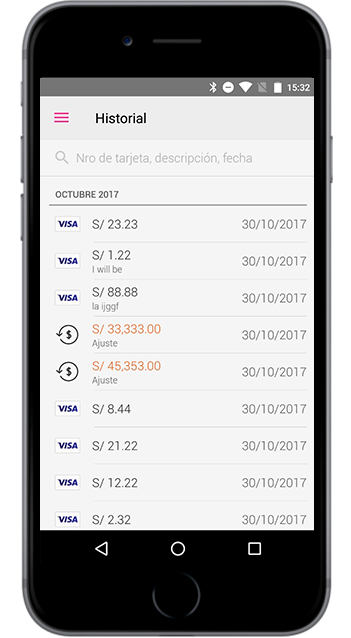 15:32
Historial
Nro de tarjeta, descripción, fecha
OCTUBRE 2017
VISA S/ 23.23 30/10/2017
VISA S/ 1.22 30/10/2017
I will be
VISA S/ 88.88 30/10/2017
la ijggf
$ S/ 33,333.00 30/10/2017
Ajuste
$ S/ 45,353.00 30/10/2017
Ajuste
VISA S/ 8.44 30/10/2017
VISA S/ 21.22 30/10/2017
VISA S/ 12.22 30/10/2017
VISA S/ 2.32 30/10/2017